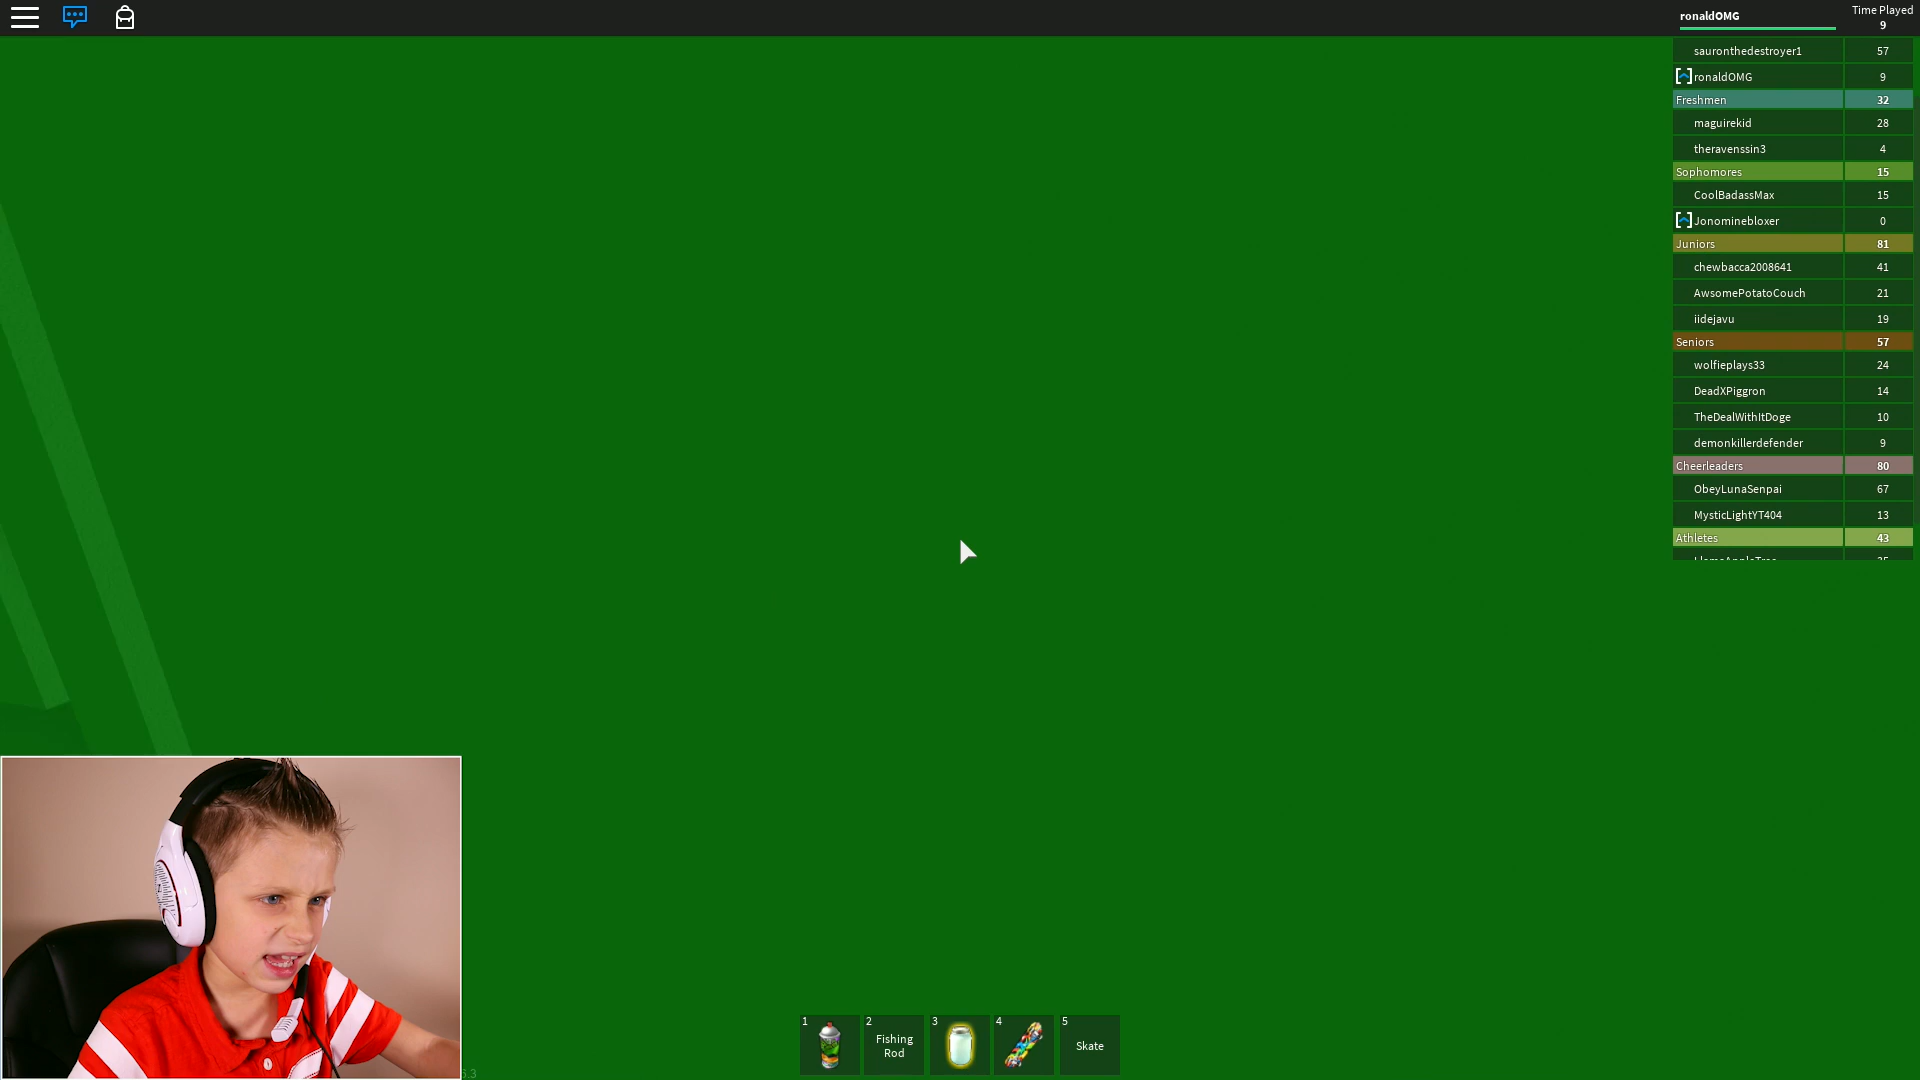 ronaldOMG
Time Played
9
sauronthedestroyer1 57
ronaldOMG 9
Freshmen 32
maguirekid 28
theravenssin3 4
Sophomores 15
CoolBadassMax 15
Jonominebloxer 0
Juniors 81
chewbacca2008641 41
AwsomePotatoCouch 21
iidejavu 19
Seniors 57
wolfieplays33 24
DeadXPiggron 14
TheDealWithItDoge 10
demonkillerdefender 9
Cheerleaders 80
ObeyLunaSenpai 67
MysticLightYT404 13
Athletes 43
1 2 3 4 5
Fishing
Rod
Skate